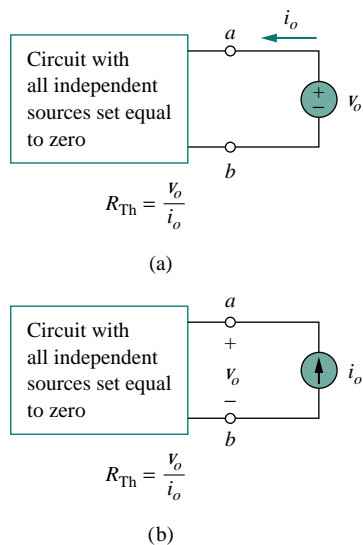 i_o
a
Circuit with
all independent
sources set equal
to zero
+
−
v_o
b
R_Th = v_o / i_o
(a)
a
Circuit with
all independent
sources set equal
to zero
+
v_o
−
i_o
b
R_Th = v_o / i_o
(b)